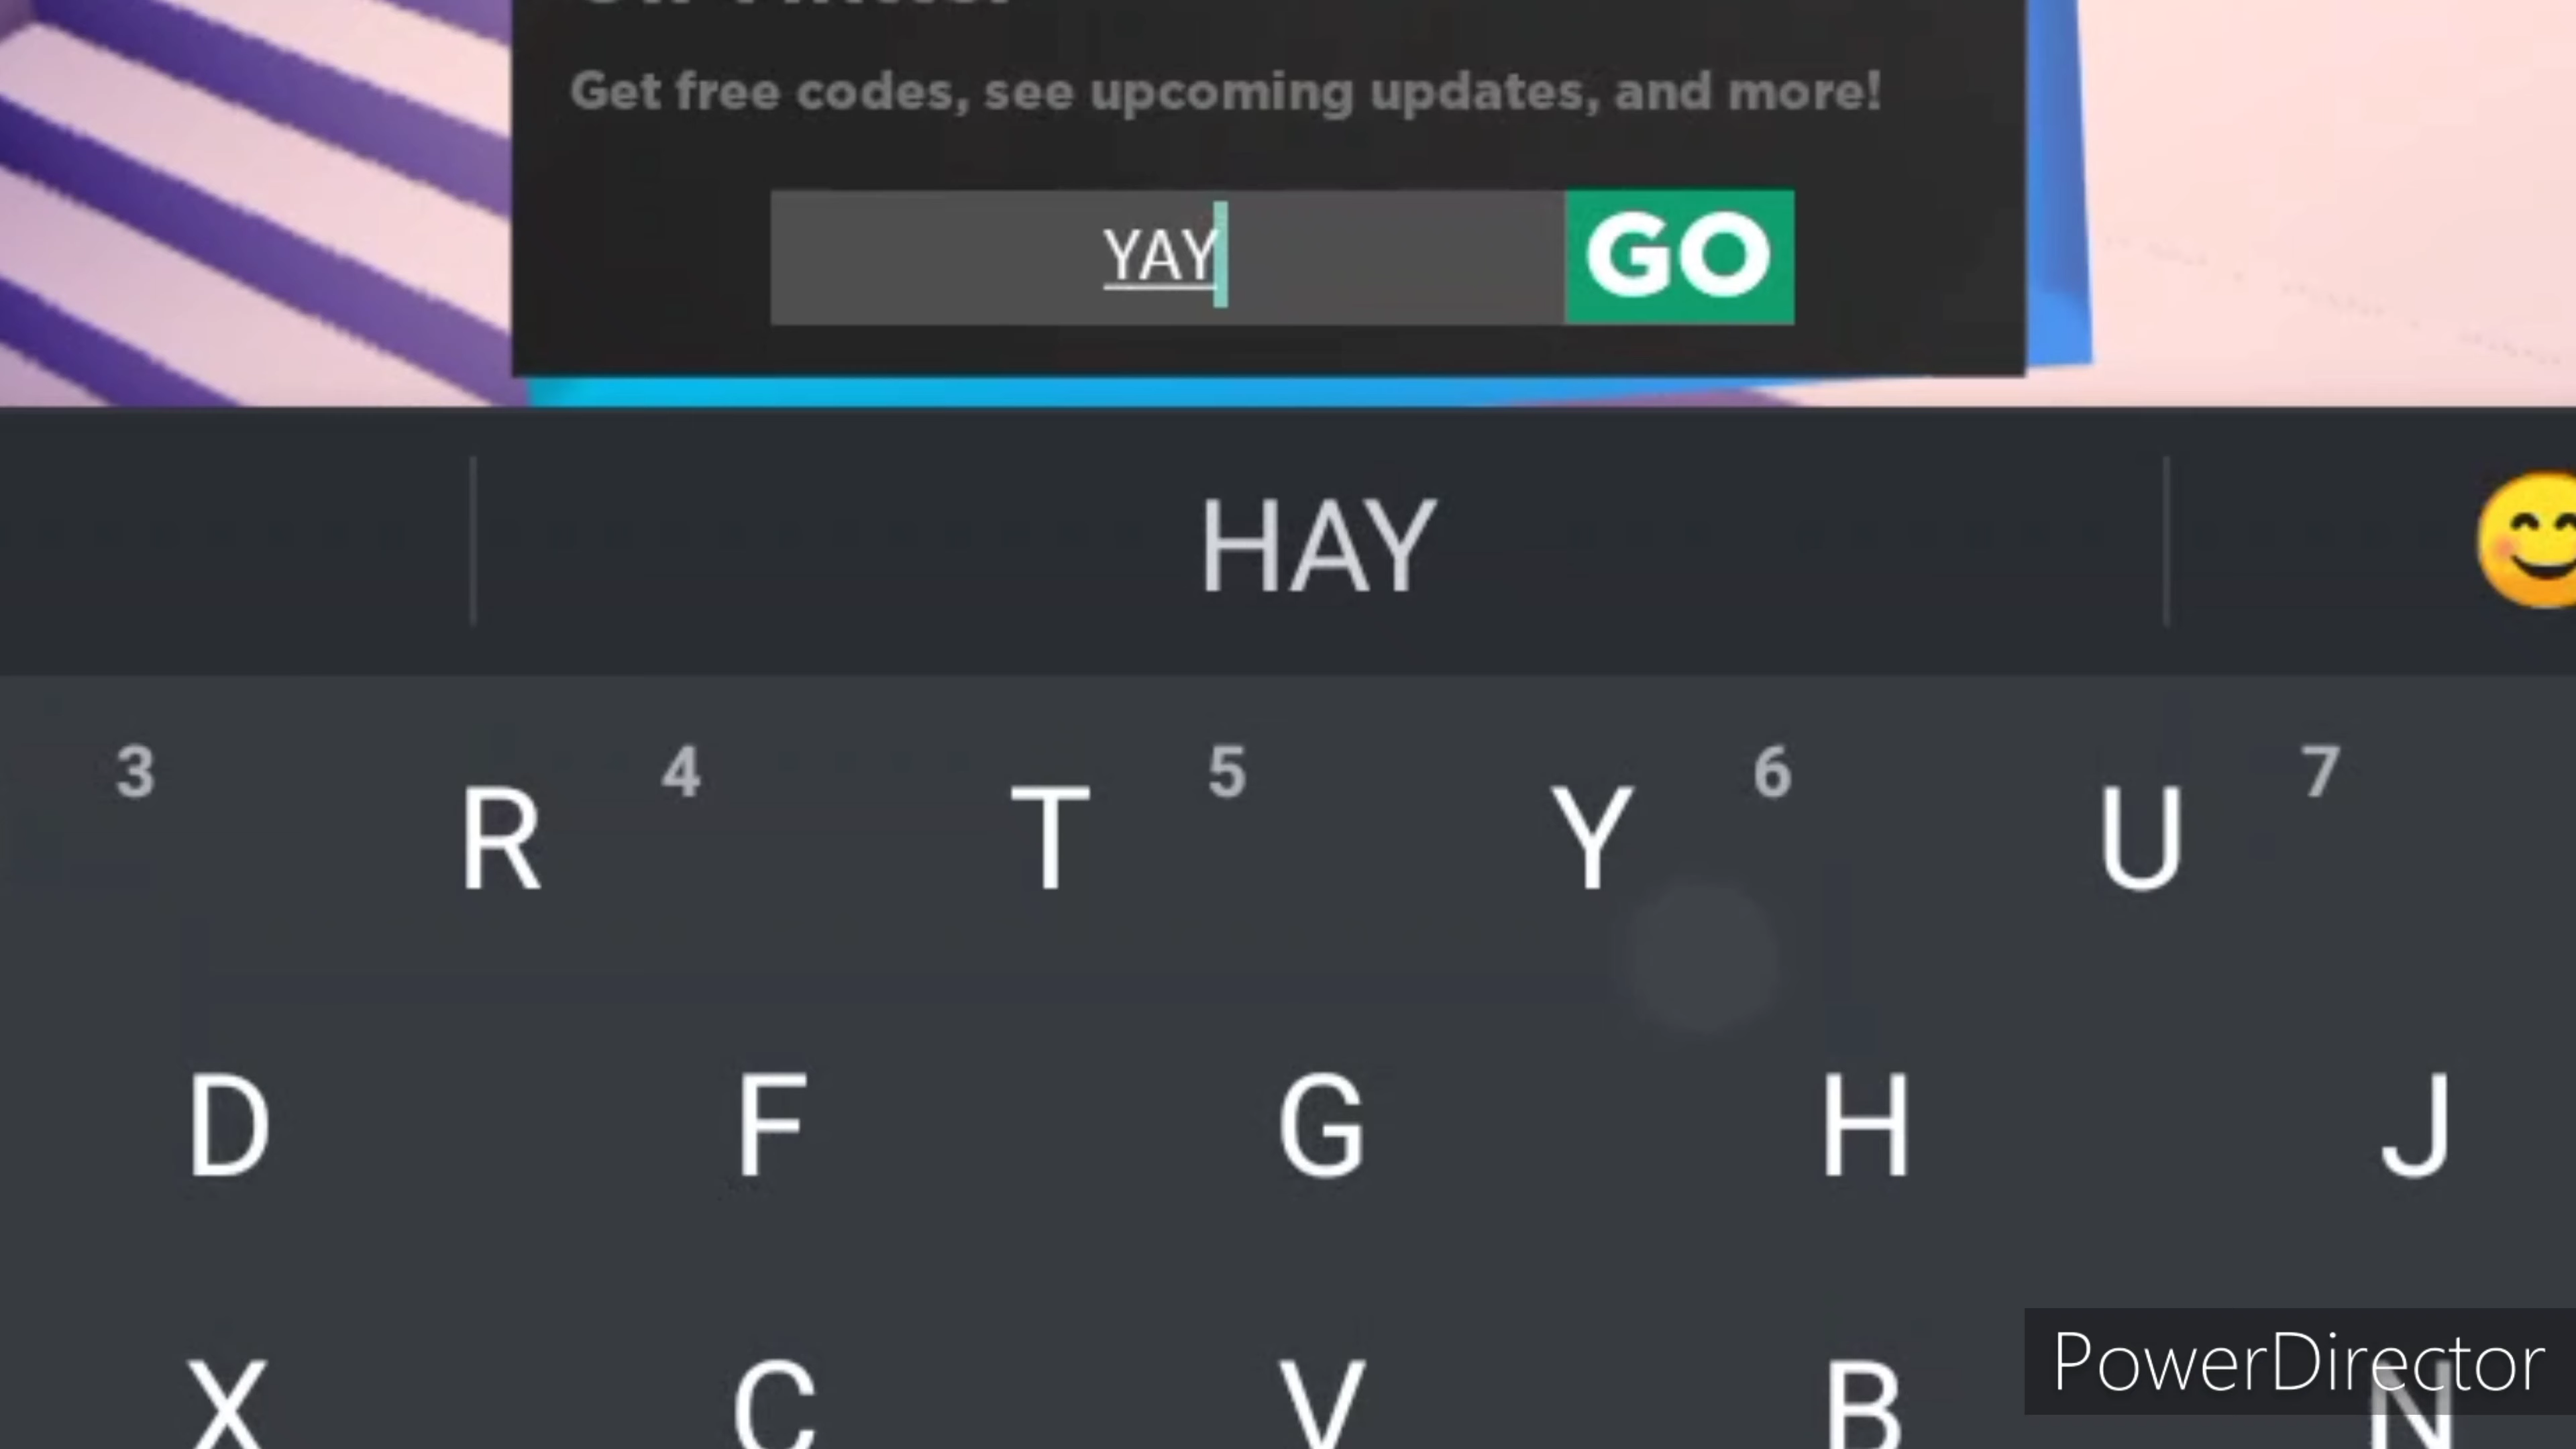 Get free codes, see upcoming updates, and more!
YAY GO
HAY
3 R 4 T 5 Y 6 U 7
D F G H J
X C V B N
PowerDirector